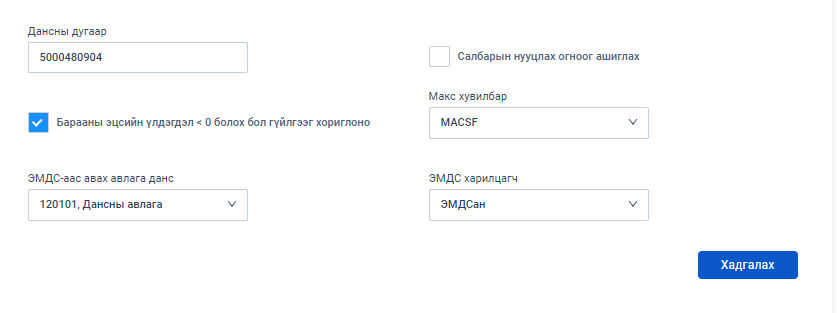 Дансны дугаар
5000480904
Салбарын нууцлах огноог ашиглах
Макс хувилбар
Барааны эцсийн үлдэгдэл < 0 болох бол гүйлгээг хориглоно
MACSF
ЭМДС-аас авах авлага данс
ЭМДС харилцагч
120101, Дансны авлага
ЭМДСан
Хадгалах